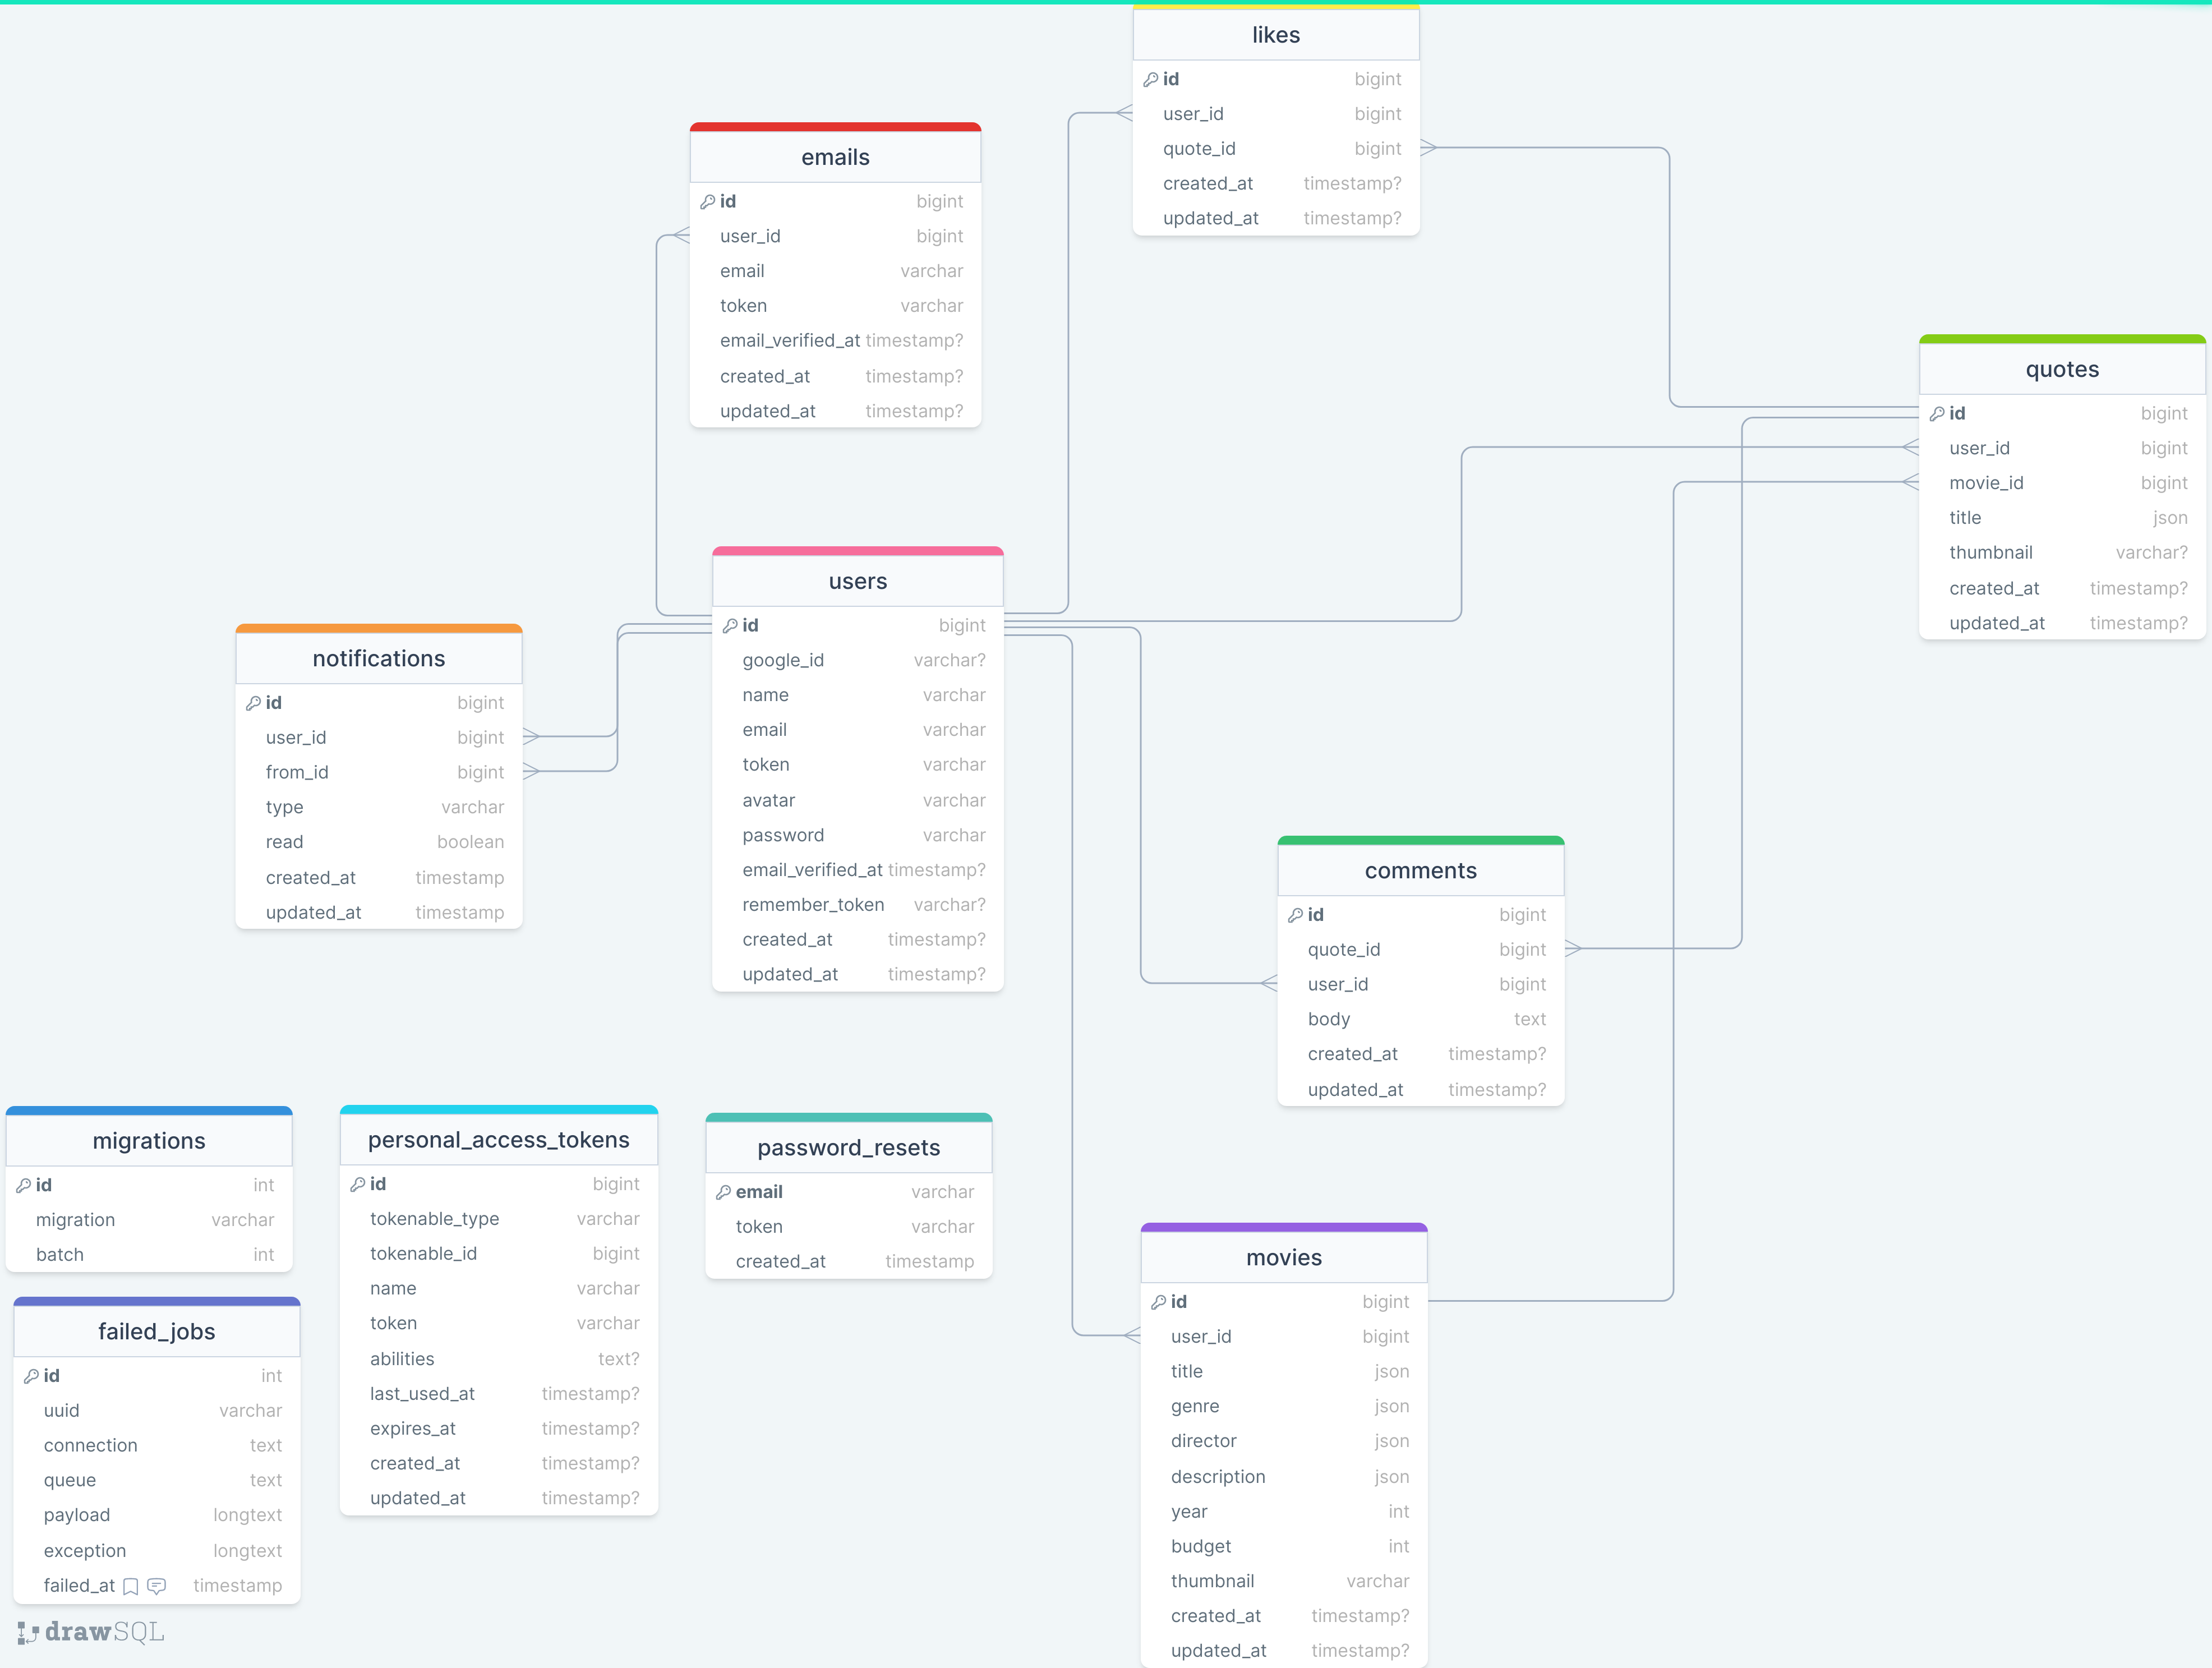 likes
id bigint
user_id bigint
quote_id bigint
created_at timestamp?
updated_at timestamp?
emails
id bigint
user_id bigint
email varchar
token varchar
email_verified_at timestamp?
created_at timestamp?
updated_at timestamp?
quotes
id bigint
user_id bigint
movie_id bigint
title json
thumbnail varchar?
created_at timestamp?
updated_at timestamp?
users
id bigint
google_id varchar?
name varchar
email varchar
token varchar
avatar varchar
password varchar
email_verified_at timestamp?
remember_token varchar?
created_at timestamp?
updated_at timestamp?
notifications
id bigint
user_id bigint
from_id bigint
type varchar
read boolean
created_at timestamp
updated_at timestamp
comments
id bigint
quote_id bigint
user_id bigint
body text
created_at timestamp?
updated_at timestamp?
migrations
id int
migration varchar
batch int
personal_access_tokens
id bigint
tokenable_type varchar
tokenable_id bigint
name varchar
token varchar
abilities text?
last_used_at timestamp?
expires_at timestamp?
created_at timestamp?
updated_at timestamp?
password_resets
email varchar
token varchar
created_at timestamp
movies
id bigint
user_id bigint
title json
genre json
director json
description json
year int
budget int
thumbnail varchar
created_at timestamp?
updated_at timestamp?
failed_jobs
id int
uuid varchar
connection text
queue text
payload longtext
exception longtext
failed_at timestamp
drawSQL